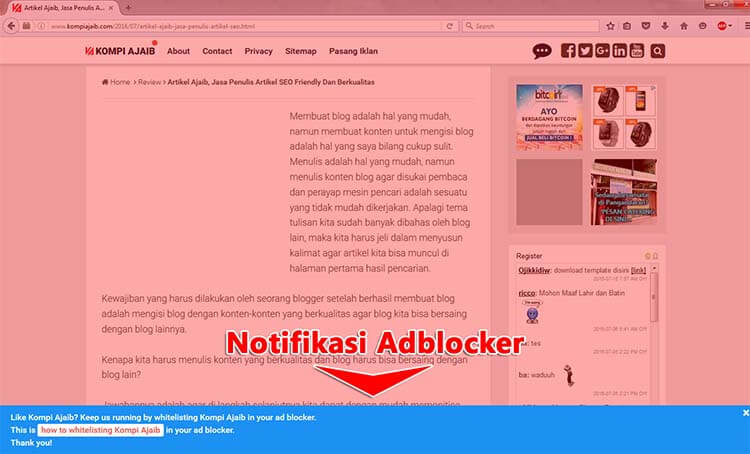 Artikel Ajaib, Jasa Penulis A...
www.kompiajaib.com/2016/07/artikel-ajaib-jasa-penulis-artikel-seo.html
Search
ABP
KOMPI AJAIB About Contact Privacy Sitemap Pasang Iklan
Home › Review › Artikel Ajaib, Jasa Penulis Artikel SEO Friendly Dan Berkualitas
Membuat blog adalah hal yang mudah,
namun membuat konten untuk mengisi blog
adalah hal yang saya bilang cukup sulit.
Menulis adalah hal yang mudah, namun
menulis konten blog agar disukai pembaca
dan perayap mesin pencari adalah sesuatu
yang tidak mudah dikerjakan. Apalagi tema
tulisan kita sudah banyak dibahas oleh blog
lain, maka kita harus jeli dalam menyusun
kalimat agar artikel kita bisa muncul di
halaman pertama hasil pencarian.
Kewajiban yang harus dilakukan oleh seorang blogger setelah berhasil membuat blog
adalah mengisi blog dengan konten-konten yang berkualitas agar blog kita bisa bersaing
dengan blog lainnya.
Kenapa kita harus menulis konten yang berkualitas dan blog harus bisa bersaing dengan
blog lain?
Jawabannya adalah agar di langkah selanjutnya kita dapat dengan mudah
bitcoin
AYO
BERDAGANG BITCOIN
JUAL BELI BITCOIN !
di Pangandaran?
PESAN CATERING
DISINI...
Register
Ojikkidiw: download template disini [link]
ricco: Mohon Maaf Lahir dan Batin
ba: tes
ba: waduuh
Notifikasi Adblocker
Like Kompi Ajaib? Keep us running by whitelisting Kompi Ajaib in your ad blocker.
This is how to whitelisting Kompi Ajaib in your ad blocker.
Thank you!